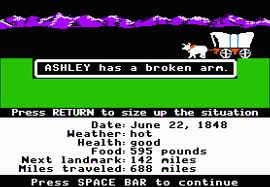 ASHLEY has a broken arm.
Press RETURN to size up the situation
Date: June 22, 1848
Weather: hot
Health: good
Food: 595 pounds
Next landmark: 142 miles
Miles traveled: 688 miles
Press SPACE BAR to continue